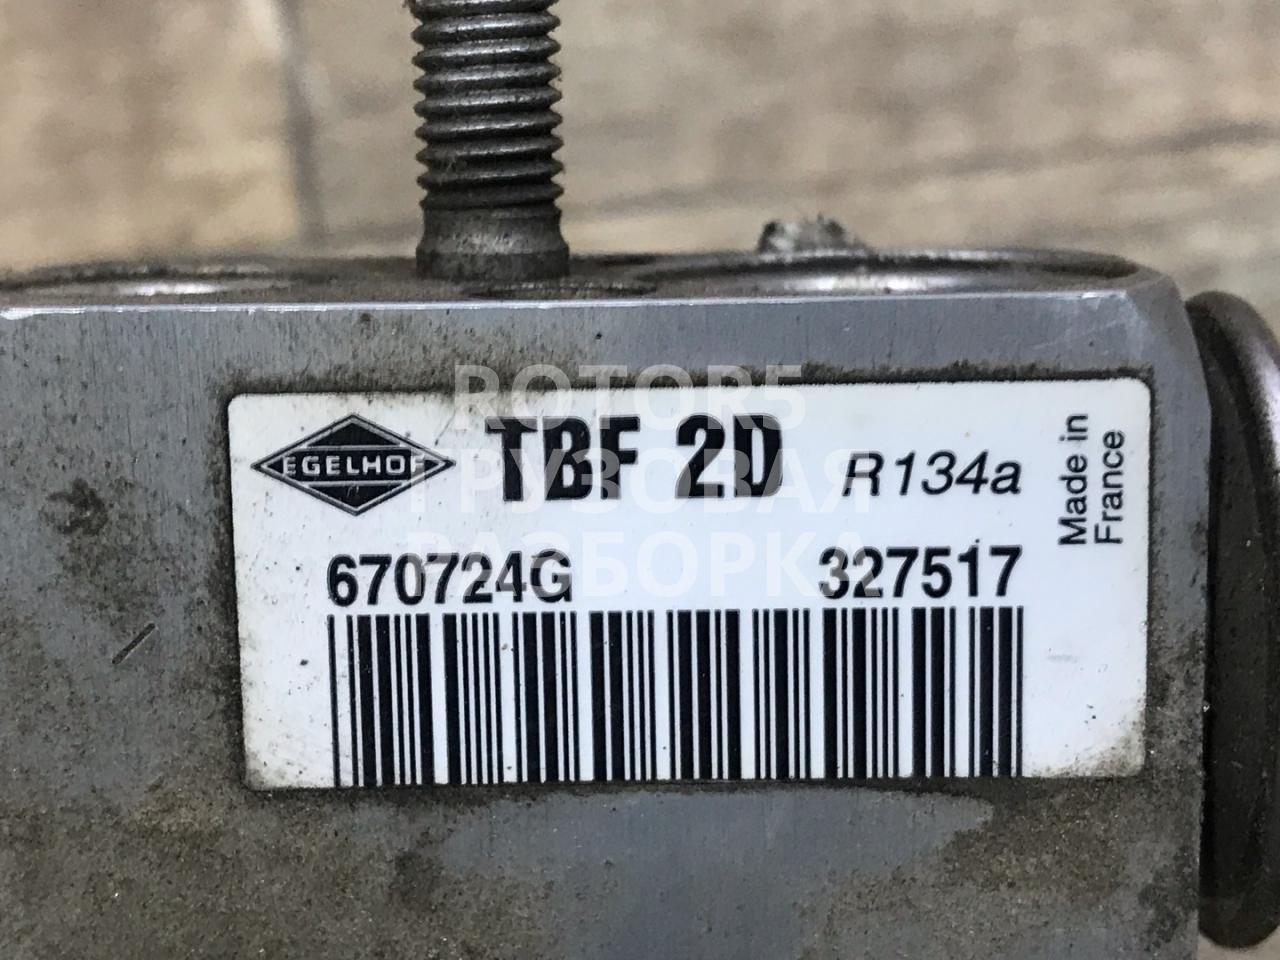 ROTOR5
ГРУЗОВАЯ
РАЗБОРКА
EGELHOF
TBF 2D R134a
Made in
France
670724G 327517